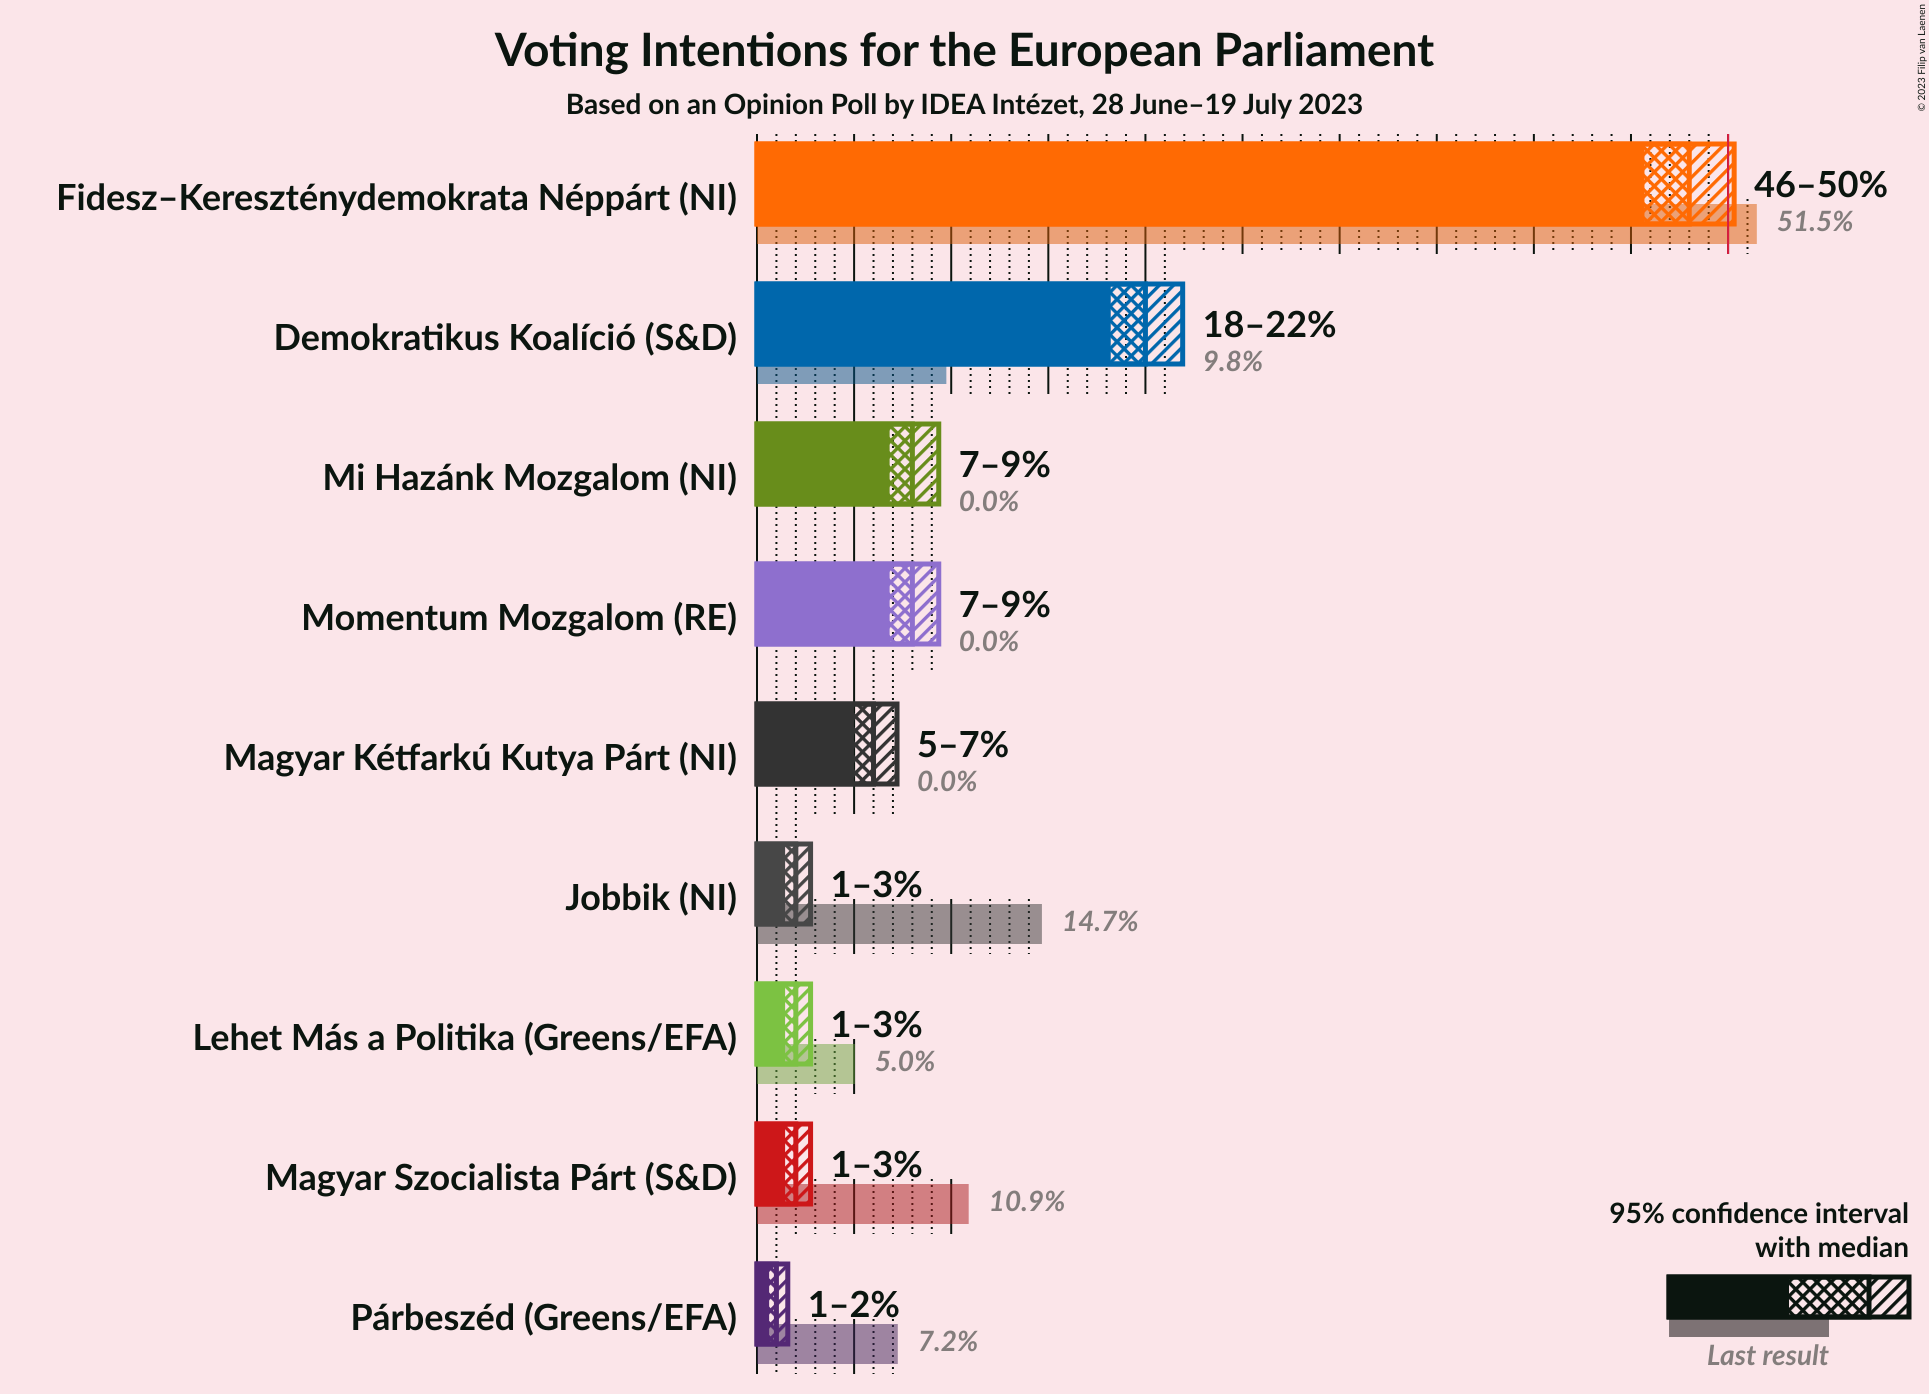 Voting Intentions for the European Parliament
Based on an Opinion Poll by IDEA Intézet, 28 June–19 July 2023
© 2023 Filip van Laenen
Fidesz–Kereszténydemokrata Néppárt (NI)
46–50%
51.5%
Demokratikus Koalíció (S&D)
18–22%
9.8%
Mi Hazánk Mozgalom (NI)
7–9%
0.0%
Momentum Mozgalom (RE)
7–9%
0.0%
Magyar Kétfarkú Kutya Párt (NI)
5–7%
0.0%
Jobbik (NI)
1–3%
14.7%
Lehet Más a Politika (Greens/EFA)
1–3%
5.0%
Magyar Szocialista Párt (S&D)
1–3%
10.9%
Párbeszéd (Greens/EFA)
1–2%
7.2%
95% confidence interval
with median
Last result